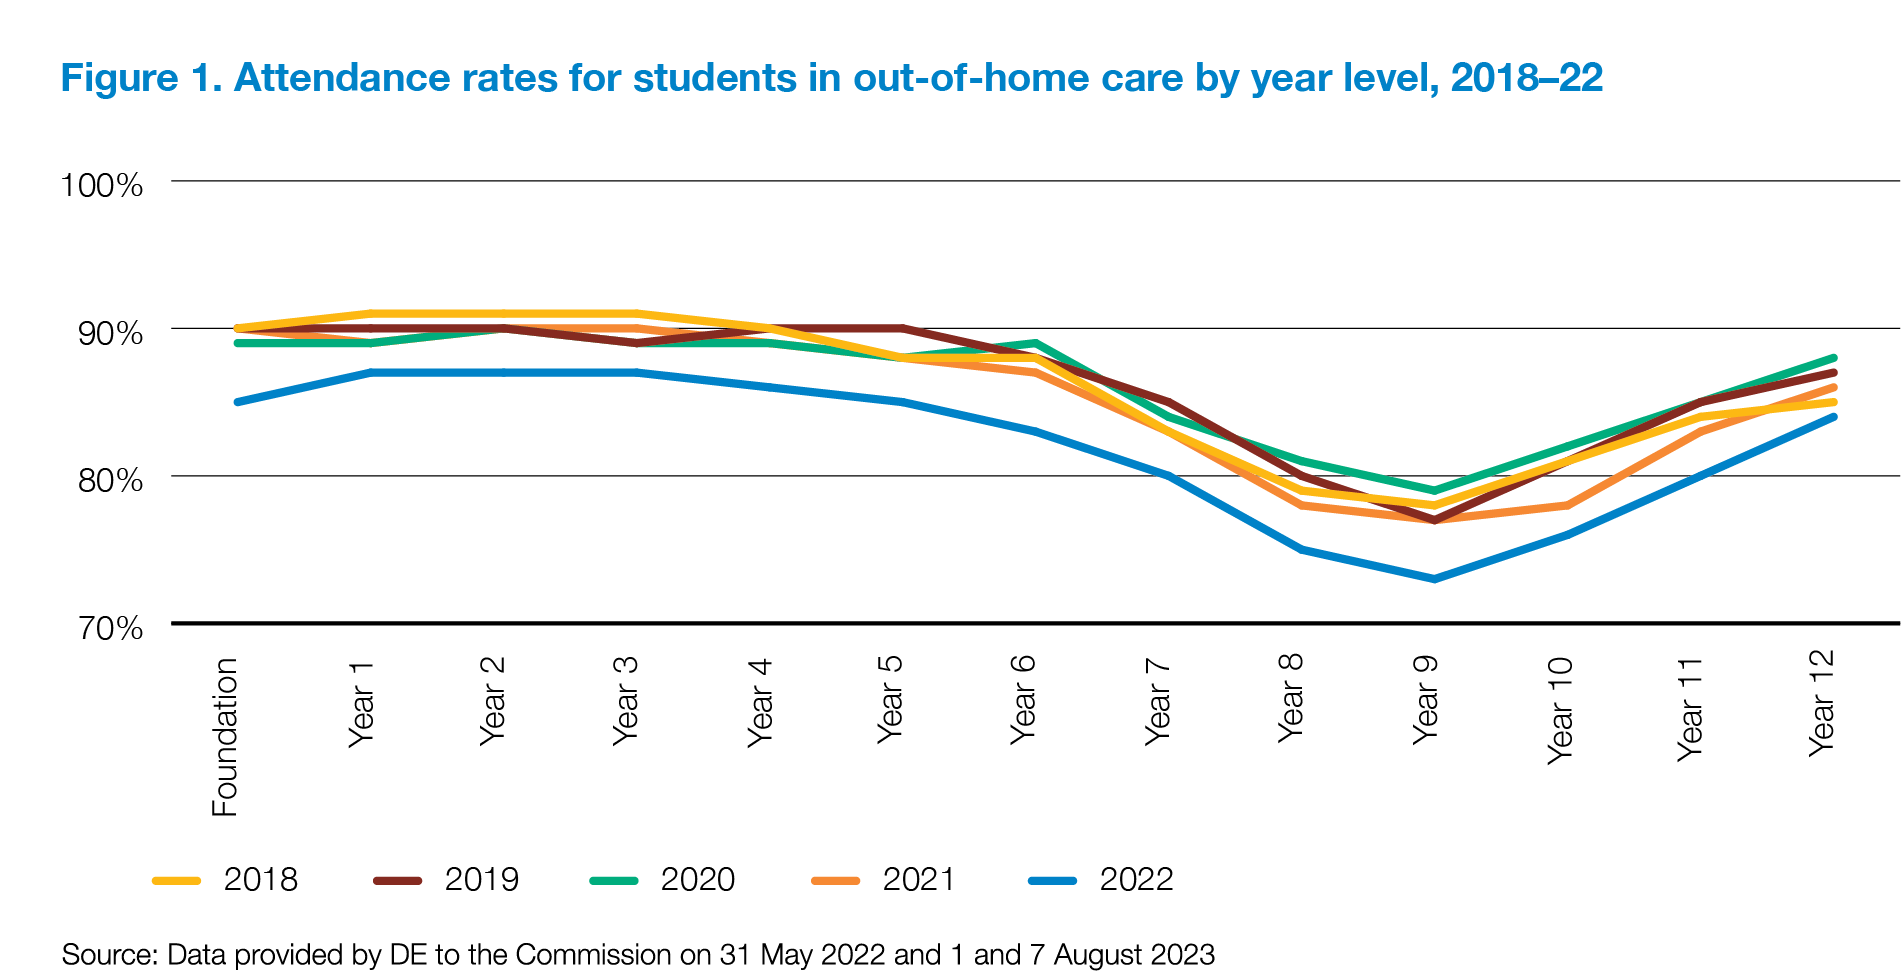 Figure 1. Attendance rates for students in out-of-home care by year level, 2018–22
100%
90%
80%
70%
Foundation
Year 1
Year 2
Year 3
Year 4
Year 5
Year 6
Year 7
Year 8
Year 9
Year 10
Year 11
Year 12
2018 2019 2020 2021 2022
Source: Data provided by DE to the Commission on 31 May 2022 and 1 and 7 August 2023